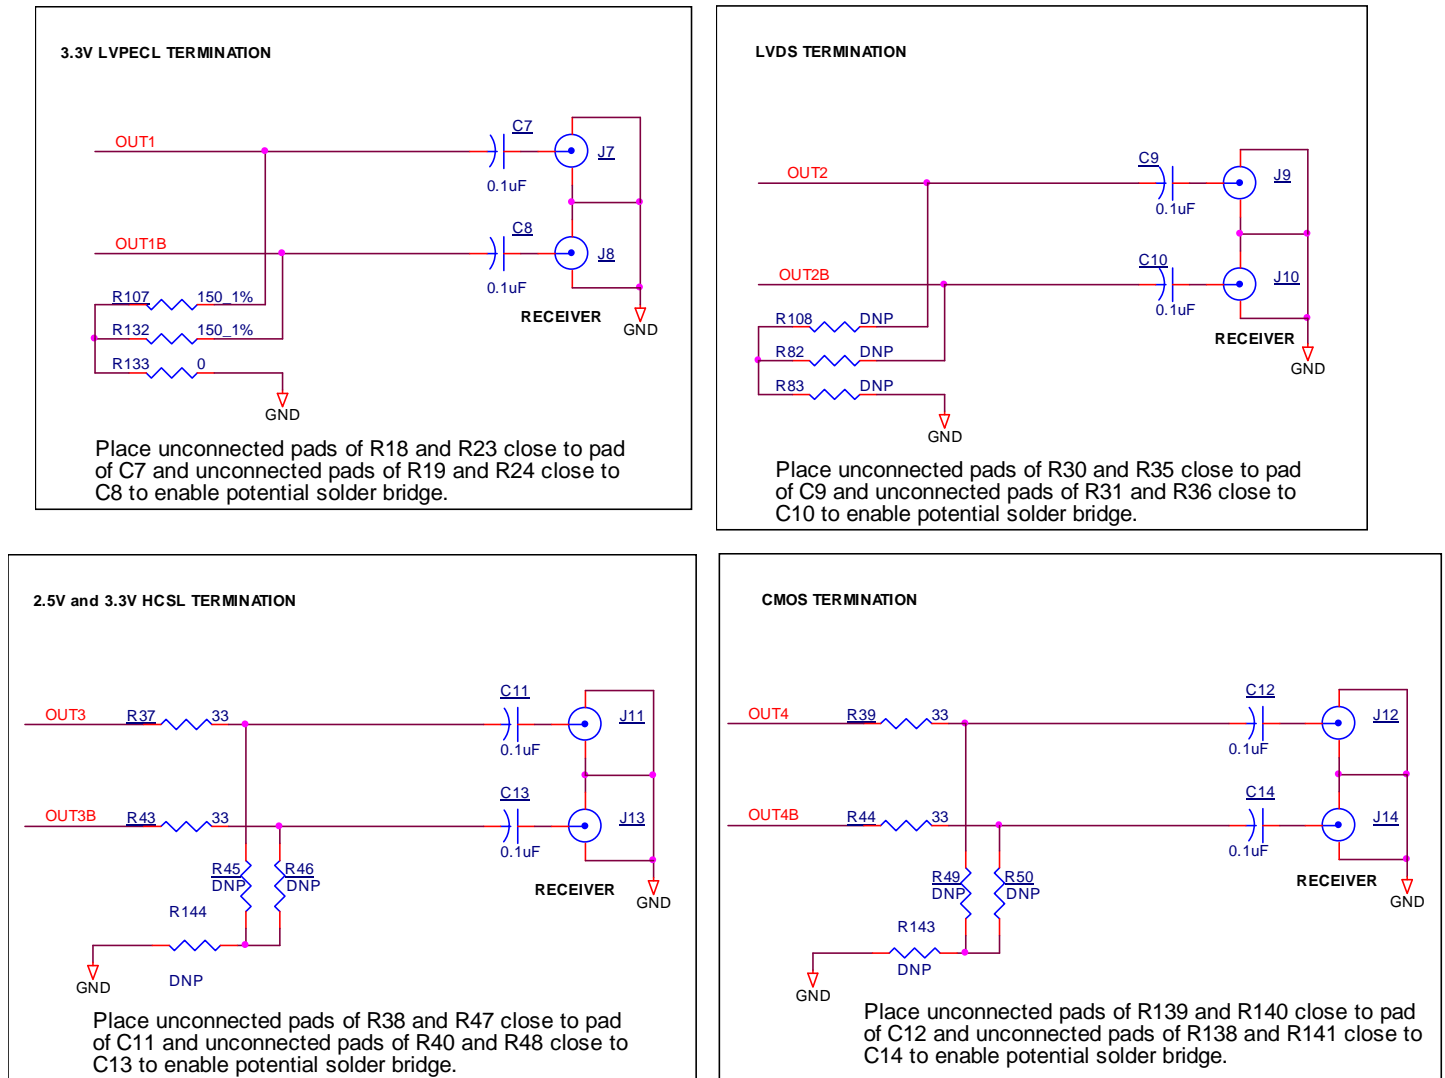 3.3V LVPECL TERMINATION
OUT1
C7
0.1uF
J7
OUT1B
C8
0.1uF
J8
R107 150_1%
R132 150_1%
R133 0
RECEIVER
GND
GND
Place unconnected pads of R18 and R23 close to pad
of C7 and unconnected pads of R19 and R24 close to
C8 to enable potential solder bridge.
LVDS TERMINATION
OUT2
C9
0.1uF
J9
OUT2B
C10
0.1uF
J10
R108 DNP
R82 DNP
R83 DNP
RECEIVER
GND
GND
Place unconnected pads of R30 and R35 close to pad
of C9 and unconnected pads of R31 and R36 close to
C10 to enable potential solder bridge.
2.5V and 3.3V HCSL TERMINATION
OUT3
R37 33
C11
0.1uF
J11
OUT3B
R43 33
C13
0.1uF
J13
R45
DNP
R46
DNP
R144
DNP
RECEIVER
GND
GND
Place unconnected pads of R38 and R47 close to pad
of C11 and unconnected pads of R40 and R48 close to
C13 to enable potential solder bridge.
CMOS TERMINATION
OUT4
R39 33
C12
0.1uF
J12
OUT4B
R44 33
C14
0.1uF
J14
R49
DNP
R50
DNP
R143
DNP
RECEIVER
GND
GND
Place unconnected pads of R139 and R140 close to pad
of C12 and unconnected pads of R138 and R141 close to
C14 to enable potential solder bridge.